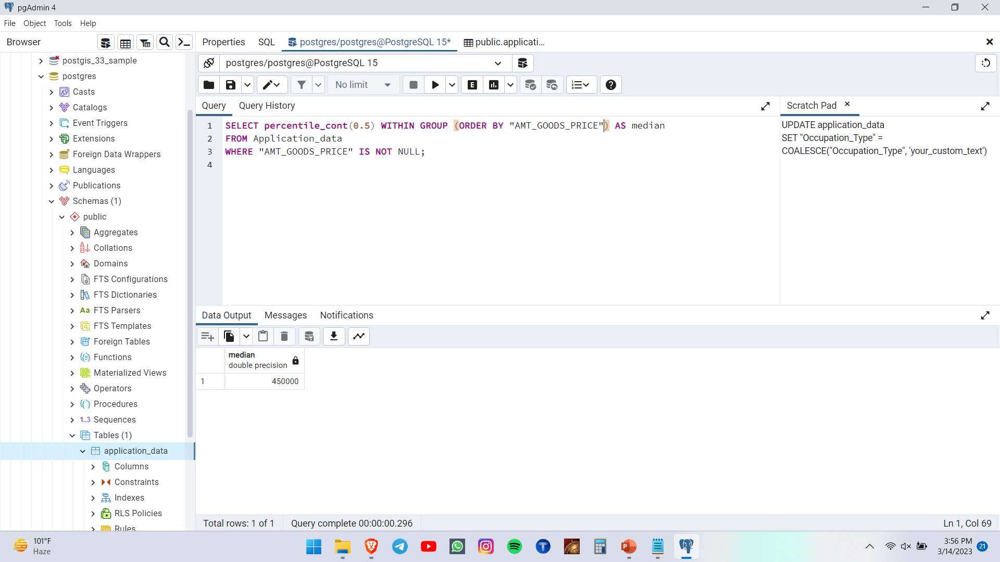 pgAdmin 4
File Object Tools Help
Browser
Properties SQL postgres/postgres@PostgreSQL 15* public.applicati...
postgis_33_sample
postgres
Casts
Catalogs
Event Triggers
Extensions
Foreign Data Wrappers
Languages
Publications
Schemas (1)
public
Aggregates
Collations
Domains
FTS Configurations
FTS Dictionaries
Aa FTS Parsers
FTS Templates
Foreign Tables
Functions
Materialized Views
Operators
Procedures
1..3 Sequences
Tables (1)
application_data
Columns
Constraints
Indexes
RLS Policies
Rules
postgres/postgres@PostgreSQL 15
No limit
E
Query Query History
1 SELECT percentile_cont(0.5) WITHIN GROUP (ORDER BY "AMT_GOODS_PRICE") AS median
2 FROM Application_data
3 WHERE "AMT_GOODS_PRICE" IS NOT NULL;
4
Scratch Pad
UPDATE application_data
SET "Occupation_Type" =
COALESCE("Occupation_Type", 'your_custom_text')
Data Output Messages Notifications
median
double precision
1 450000
Total rows: 1 of 1 Query complete 00:00:00.296 Ln 1, Col 69
101°F
Haze
3:56 PM
3/14/2023
21